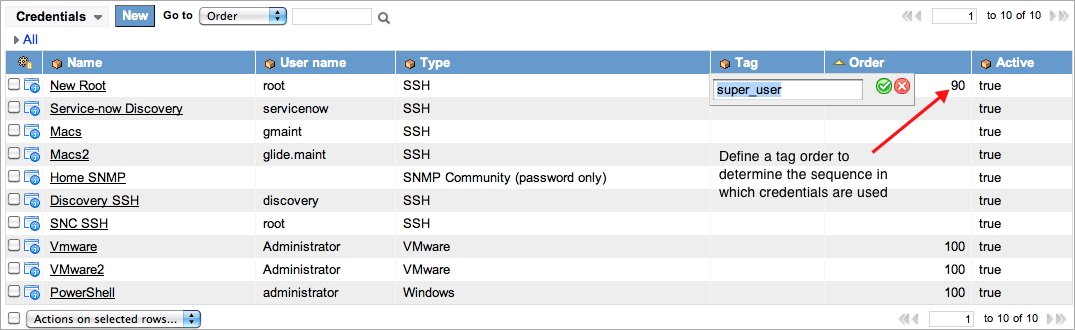 Credentials New Go to Order 1 to 10 of 10
All
Name User name Type Tag Order Active
New Root root SSH super_user 90 true
Service-now Discovery servicenow SSH true
Macs gmaint SSH true
Macs2 glide.maint SSH true
Define a tag order to
determine the sequence in
which credentials are used
Home SNMP SNMP Community (password only) true
Discovery SSH discovery SSH true
SNC SSH root SSH true
Vmware Administrator VMware 100 true
VMware2 Administrator VMware 100 true
PowerShell administrator Windows 100 true
Actions on selected rows... 1 to 10 of 10